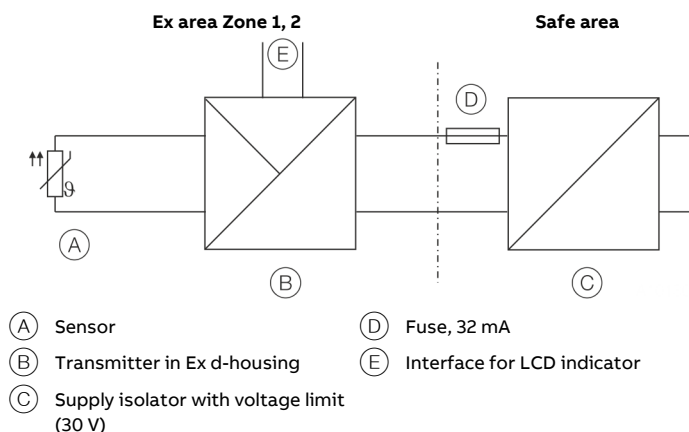 Ex area Zone 1, 2
Safe area
E
D
ϑ
A
B
C
A Sensor
B Transmitter in Ex d-housing
C Supply isolator with voltage limit
(30 V)
D Fuse, 32 mA
E Interface for LCD indicator